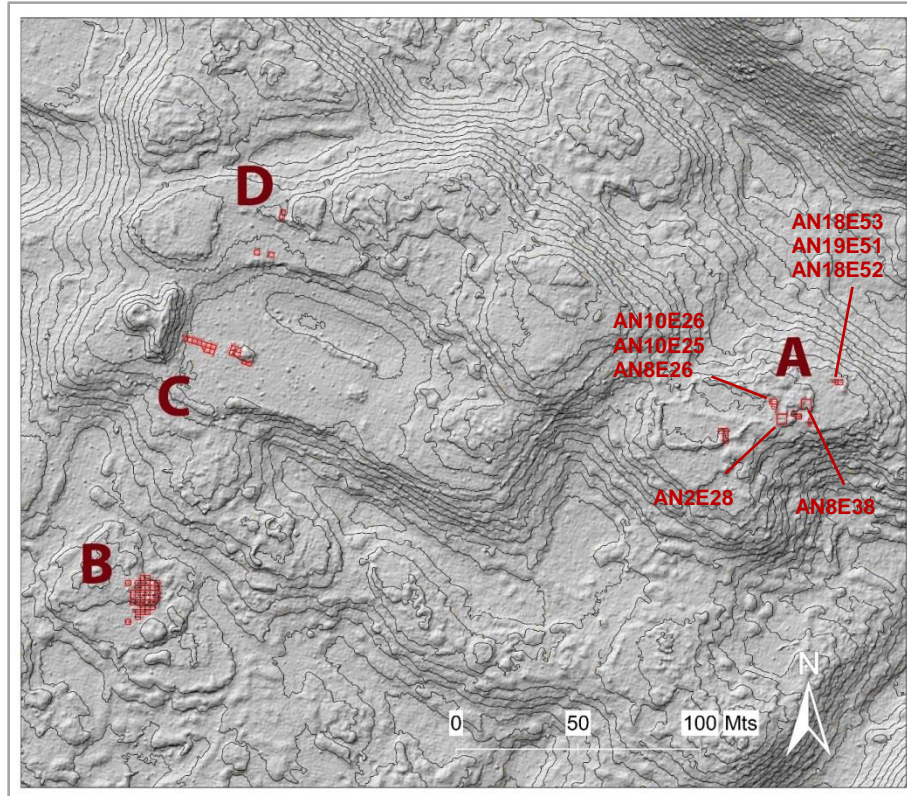 D
AN18E53
AN19E51
AN18E52
AN10E26
AN10E25
AN8E26
A
C
AN2E28
AN8E38
B
N
0 50 100 Mts